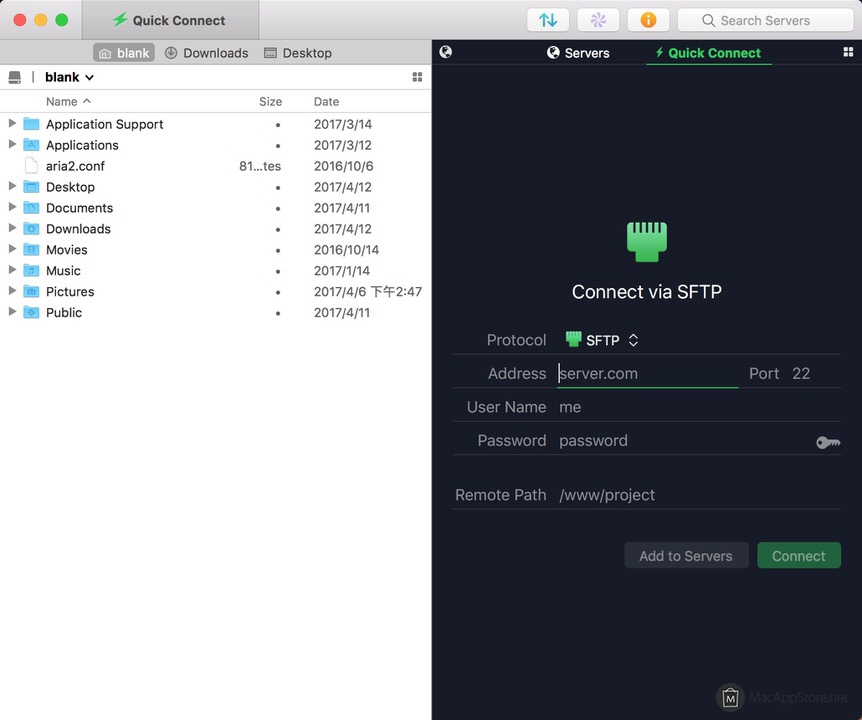 Quick Connect
Search Servers
blank Downloads Desktop
Servers Quick Connect
blank
Name Size Date
Application Support 2017/3/14
Applications 2017/3/12
aria2.conf 81...tes 2016/10/6
Desktop 2017/4/12
Documents 2017/4/11
Downloads 2017/4/12
Movies 2016/10/14
Music 2017/1/14
Pictures 2017/4/6 下午2:47
Public 2017/4/11
Connect via SFTP
Protocol SFTP
Address server.com Port 22
User Name me
Password password
Remote Path /www/project
Add to Servers Connect
MacAppStore.net